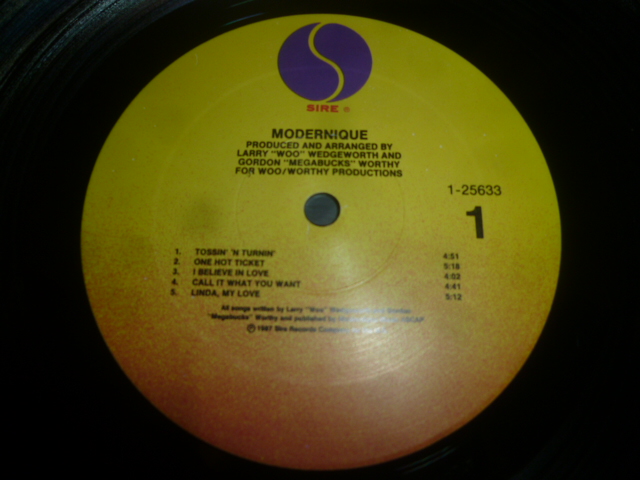 SIRE ®
MODERNIQUE
PRODUCED AND ARRANGED BY
LARRY "WOO" WEDGEWORTH AND
GORDON "MEGABUCKS" WORTHY
FOR WOO/WORTHY PRODUCTIONS
1-25633
1
1. TOSSIN' 'N TURNIN' 4:51
2. ONE HOT TICKET 5:18
3. I BELIEVE IN LOVE 4:02
4. CALL IT WHAT YOU WANT 4:41
5. LINDA, MY LOVE 5:12
All songs written by Larry "Woo"
"Megabucks" Worthy and published by
℗ 1987 Sire Records